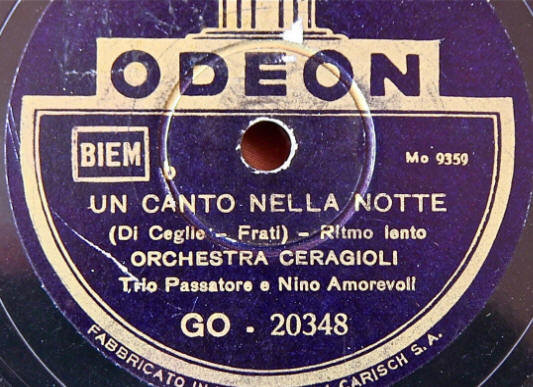 ODEON
BIEM
Mo 9359
UN CANTO NELLA NOTTE
(Di Ceglie - Frati) - Ritmo lento
ORCHESTRA CERAGIOLI
Trio Passatore e Nino Amorevoli
GO . 20348
FABBRICATO IN CARISCH S. A.